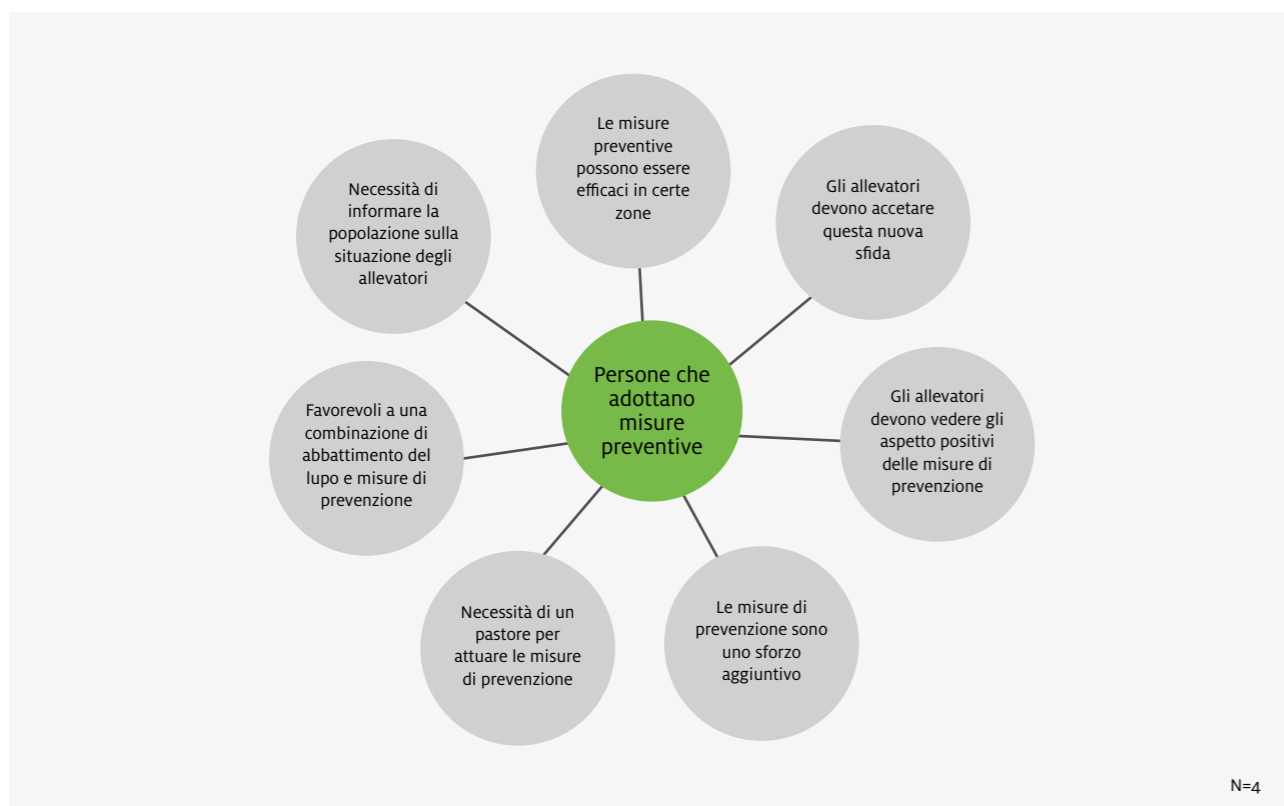 Le misure
preventive
possono essere
efficaci in certe
zone
Gli allevatori
devono accetare
questa nuova
sfida
Necessità di
informare la
popolazione sulla
situazione degli
allevatori
Persone che
adottano
misure
preventive
Gli allevatori
devono vedere gli
aspetto positivi
delle misure di
prevenzione
Favorevoli a una
combinazione di
abbattimento del
lupo e misure di
prevenzione
Le misure di
prevenzione sono
uno sforzo
aggiuntivo
Necessità di un
pastore per
attuare le misure
di prevenzione
N=4